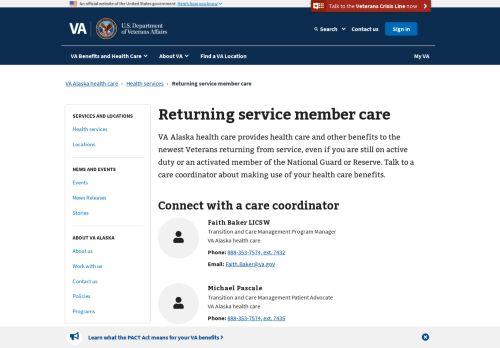 An official website of the United States government Here's how you know
Talk to the Veterans Crisis Line now
VA
U.S. Department
of Veterans Affairs
Search
Contact us
Sign in
VA Benefits and Health Care
About VA
Find a VA Location
My VA
VA Alaska health care › Health services › Returning service member care
SERVICES AND LOCATIONS
Health services
Locations
NEWS AND EVENTS
Events
News Releases
Stories
ABOUT VA ALASKA
About us
Work with us
Contact us
Policies
Programs
Returning service member care
VA Alaska health care provides health care and other benefits to the
newest Veterans returning from service, even if you are still on active
duty or an activated member of the National Guard or Reserve. Talk to a
care coordinator about making use of your health care benefits.
Connect with a care coordinator
Faith Baker LICSW
Transition and Care Management Program Manager
VA Alaska health care
Phone: 888-353-7574, ext. 7432
Email: Faith.Baker@va.gov
Michael Pascale
Transition and Care Management Patient Advocate
VA Alaska health care
Phone: 888-353-7574, ext. 7435
Learn what the PACT Act means for your VA benefits